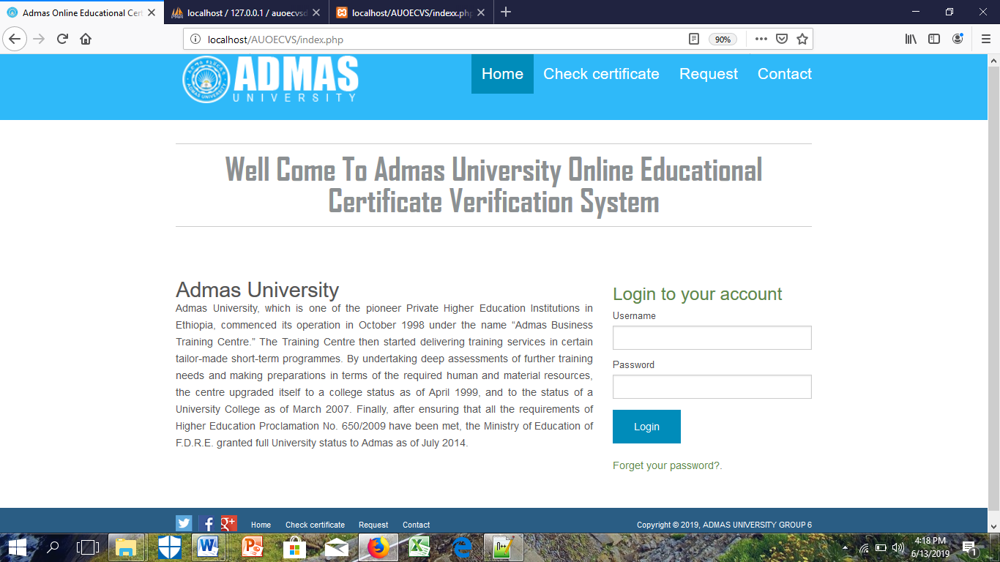 Admas Online Educational Cer
localhost / 127.0.0.1 / auoecvsd
localhost/AUOECVS/indexx.php
localhost/AUOECVS/index.php
90%
ADMAS
UNIVERSITY
Home Check certificate Request Contact
Well Come To Admas University Online Educational
Certificate Verification System
Admas University
Admas University, which is one of the pioneer Private Higher Education Institutions in
Ethiopia, commenced its operation in October 1998 under the name “Admas Business
Training Centre.” The Training Centre then started delivering training services in certain
tailor-made short-term programmes. By undertaking deep assessments of further training
needs and making preparations in terms of the required human and material resources,
the centre upgraded itself to a college status as of April 1999, and to the status of a
University College as of March 2007. Finally, after ensuring that all the requirements of
Higher Education Proclamation No. 650/2009 have been met, the Ministry of Education of
F.D.R.E. granted full University status to Admas as of July 2014.
Login to your account
Username
Password
Login
Forget your password?.
Home Check certificate Request Contact
Copyright © 2019, ADMAS UNIVERSITY GROUP 6
4:18 PM
6/13/2019
1